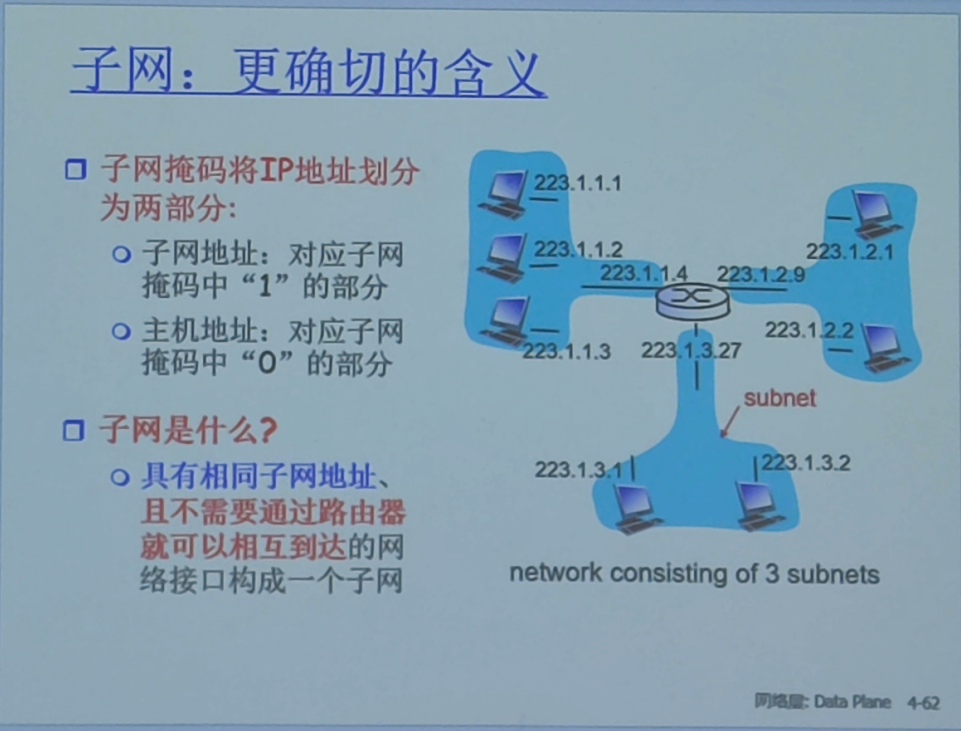 子网：更确切的含义
子网掩码将IP地址划分
为两部分:
子网地址：对应子网
掩码中“1”的部分
主机地址：对应子网
掩码中“0”的部分
子网是什么?
具有相同子网地址、
且不需要通过路由器
就可以相互到达的网
络接口构成一个子网
223.1.1.1
223.1.1.2
223.1.1.4
223.1.2.9
223.1.2.1
223.1.1.3
223.1.3.27
223.1.2.2
subnet
223.1.3.1
223.1.3.2
network consisting of 3 subnets
网络层: Data Plane 4-62